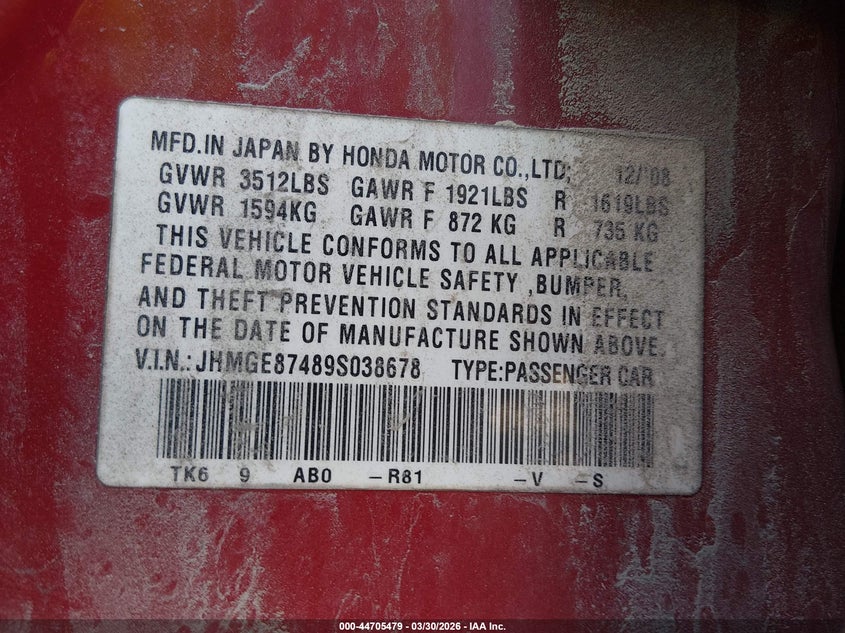 MFD.IN JAPAN BY HONDA MOTOR CO.,LTD; 12/'08
GVWR 3512LBS GAWR F 1921LBS R 1619LBS
GVWR 1594KG GAWR F 872 KG R 735 KG
THIS VEHICLE CONFORMS TO ALL APPLICABLE
FEDERAL MOTOR VEHICLE SAFETY ,BUMPER,
AND THEFT PREVENTION STANDARDS IN EFFECT
ON THE DATE OF MANUFACTURE SHOWN ABOVE.
V.I.N.: JHMGE87489S038678 TYPE:PASSENGER CAR
TK6 9 AB0 –R81 –V –S
000-44705479 — 03/30/2026 — IAA Inc.